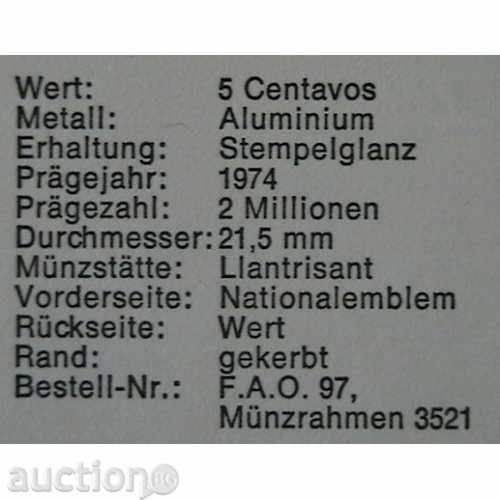 Wert: 5 Centavos
Metall: Aluminium
Erhaltung: Stempelglanz
Prägejahr: 1974
Prägezahl: 2 Millionen
Durchmesser: 21,5 mm
Münzstätte: Llantrisant
Vorderseite: Nationalemblem
Rückseite: Wert
Rand: gekerbt
Bestell-Nr.: F.A.O. 97,
Münzrahmen 3521
auction BG